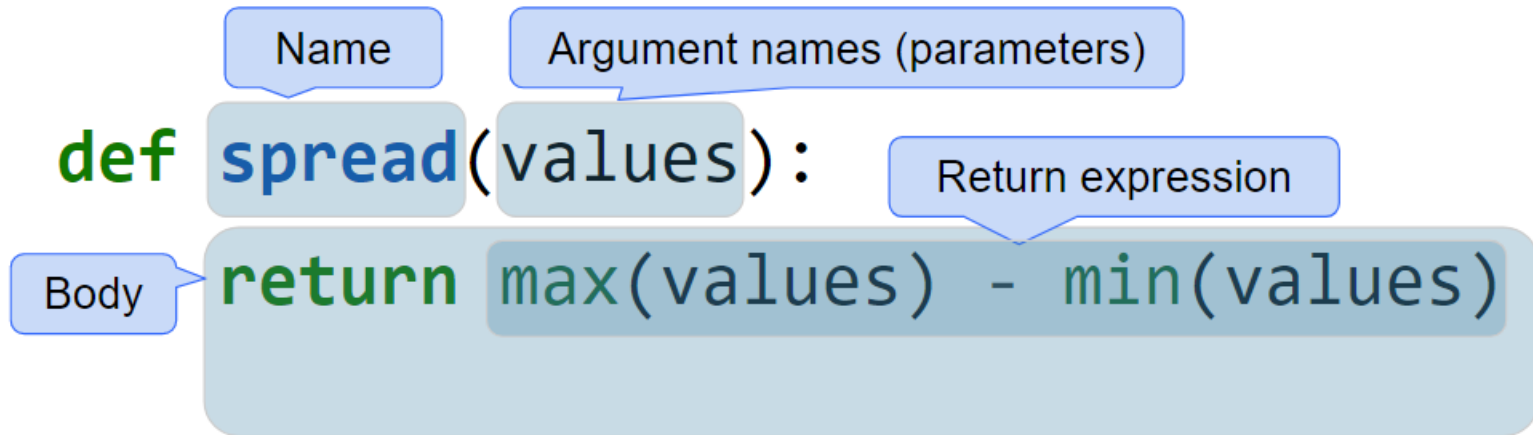 Name
Argument names (parameters)
def spread(values):
Return expression
Body
return max(values) - min(values)